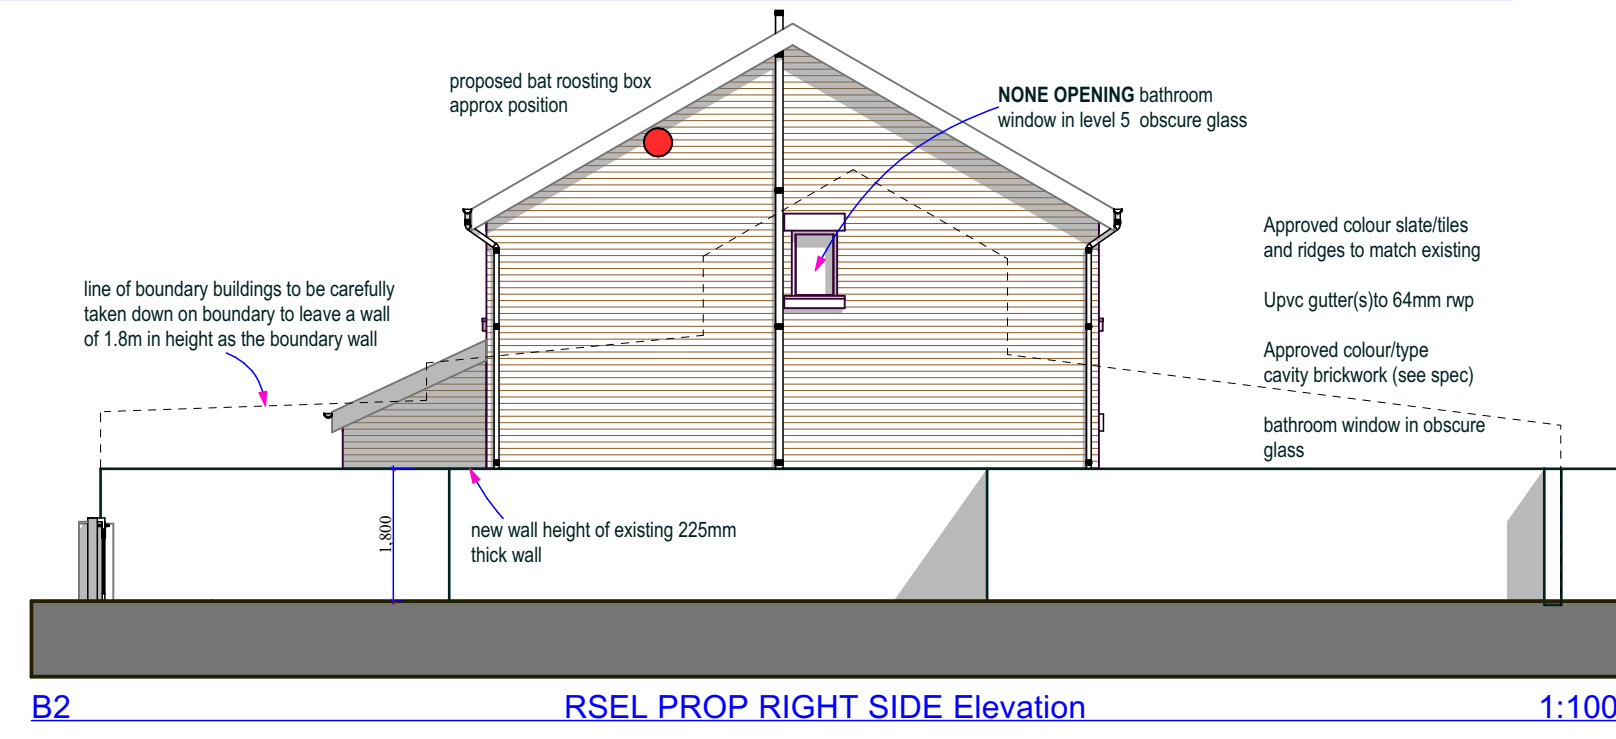 proposed bat roosting box
approx position
NONE OPENING bathroom
window in level 5 obscure glass
Approved colour slate/tiles
and ridges to match existing
Upvc gutter(s)to 64mm rwp
Approved colour/type
cavity brickwork (see spec)
bathroom window in obscure
glass
line of boundary buildings to be carefully
taken down on boundary to leave a wall
of 1.8m in height as the boundary wall
1,800
new wall height of existing 225mm
thick wall
B2
RSEL PROP RIGHT SIDE Elevation
1:100